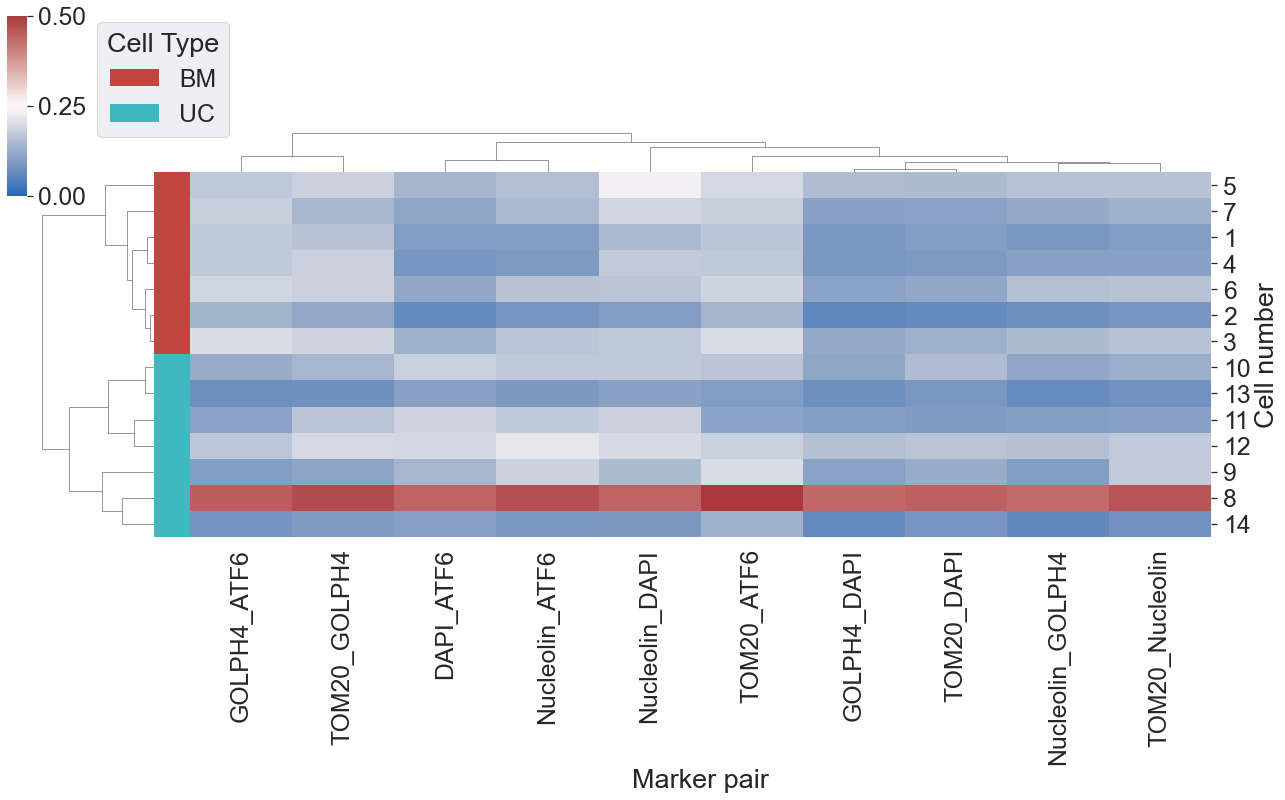 0.50
0.25
0.00
Cell Type
BM
UC
5
7
1
4
6
2
3
10
13
11
12
9
8
14
Cell number
GOLPH4_ATF6
TOM20_GOLPH4
DAPI_ATF6
Nucleolin_ATF6
Nucleolin_DAPI
TOM20_ATF6
GOLPH4_DAPI
TOM20_DAPI
Nucleolin_GOLPH4
TOM20_Nucleolin
Marker pair